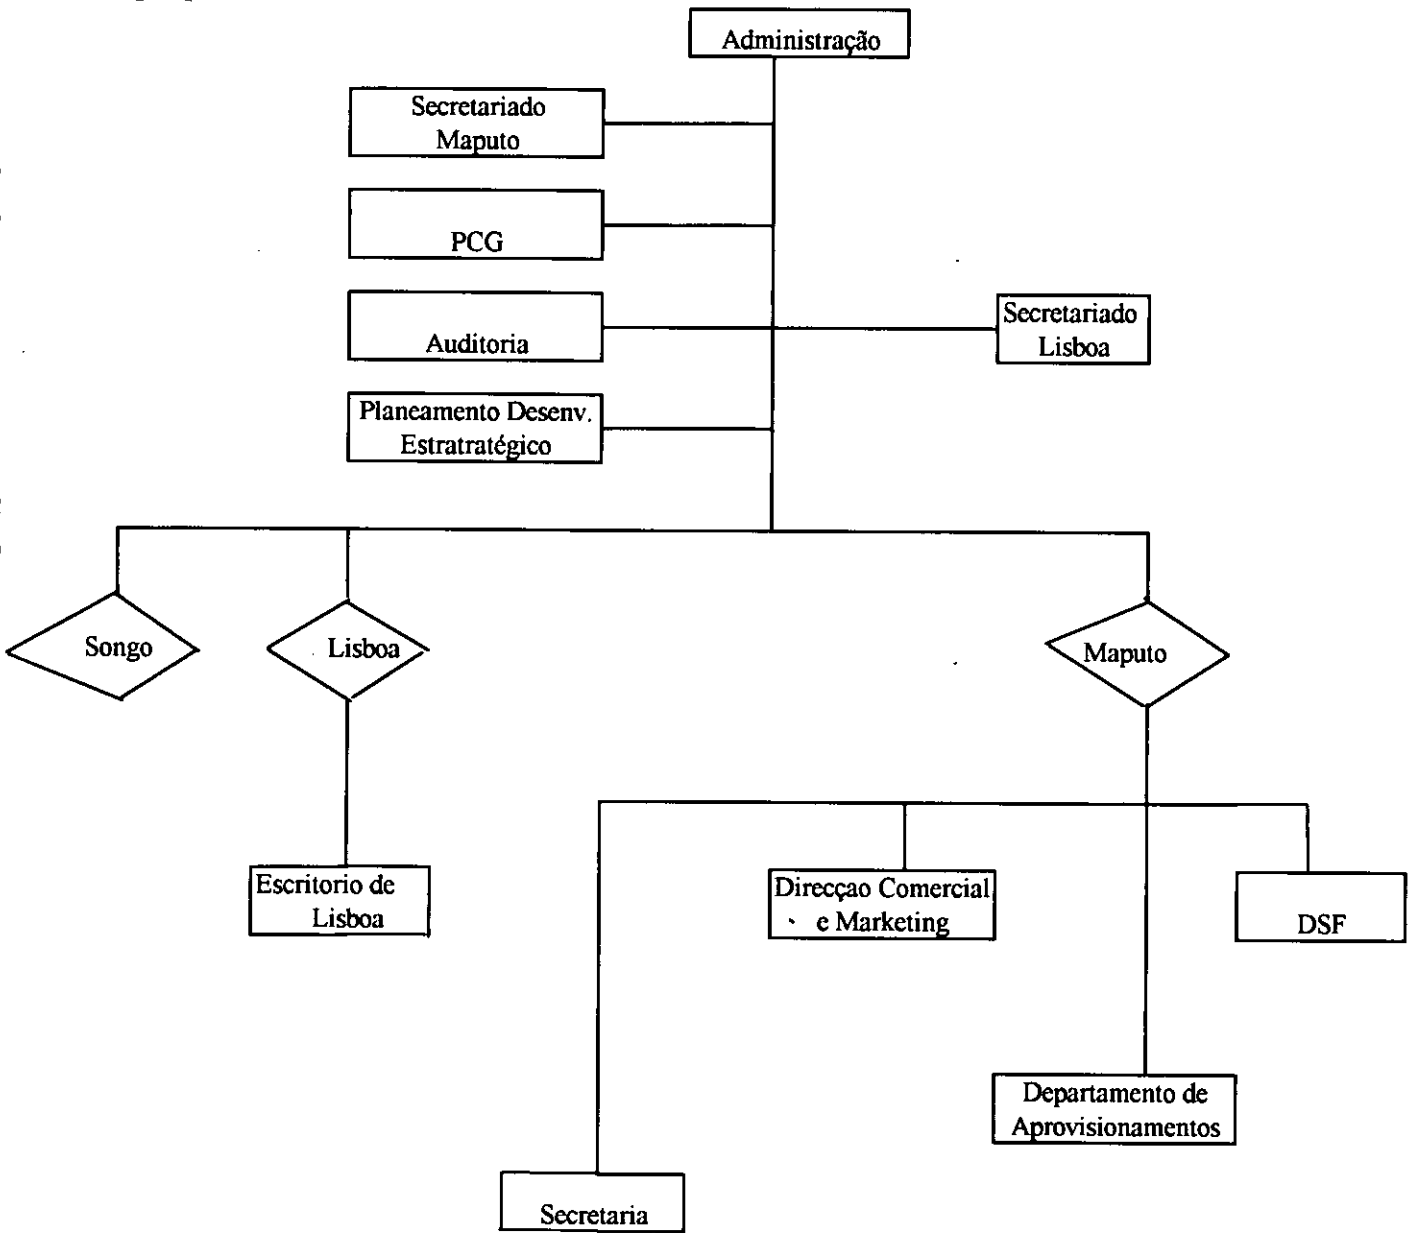 Administração
Secretariado
Maputo
PCG
Auditoria
Secretariado
Lisboa
Planeamento Desenv.
Estratratégico
Songo
Lisboa
Maputo
Escritorio de
Lisboa
Direcçao Comercial
e Marketing
DSF
Departamento de
Aprovisionamentos
Secretaria